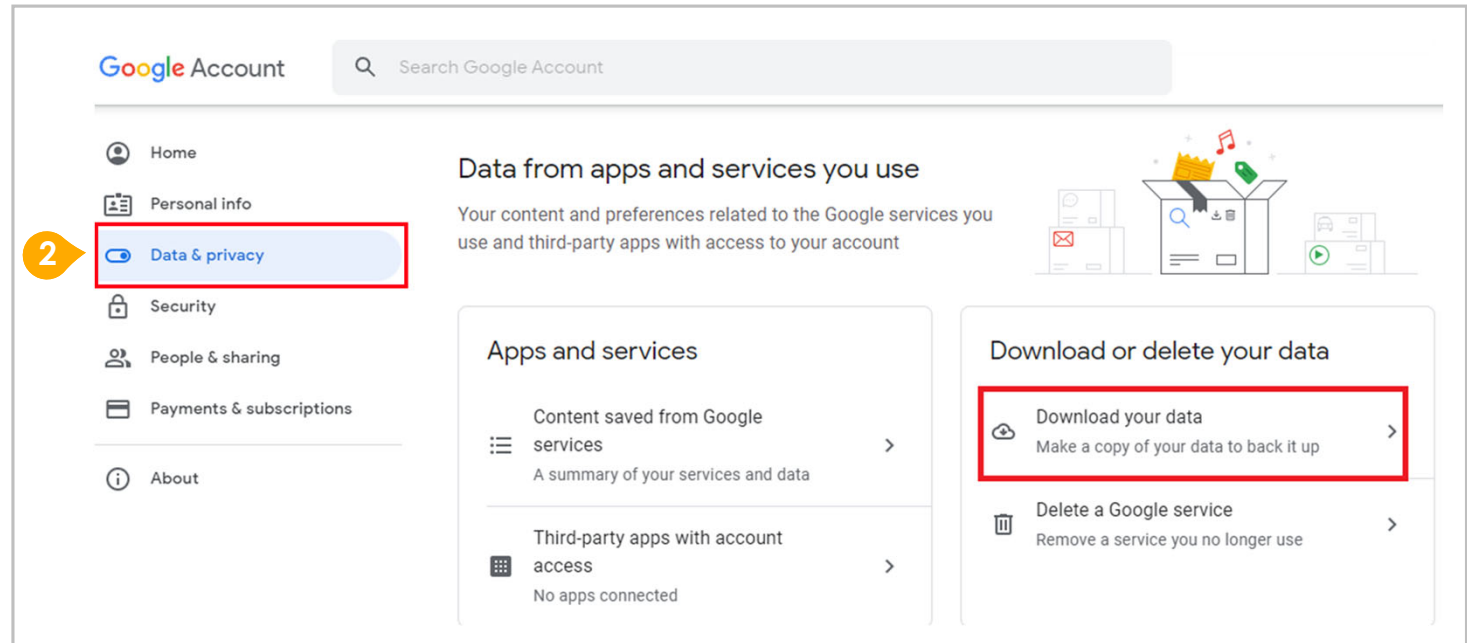 Google Account
Search Google Account
Home
Personal info
2
Data & privacy
Security
People & sharing
Payments & subscriptions
About
Data from apps and services you use
Your content and preferences related to the Google services you
use and third-party apps with access to your account
Apps and services
Content saved from Google
services
A summary of your services and data
Third-party apps with account
access
No apps connected
Download or delete your data
Download your data
Make a copy of your data to back it up
Delete a Google service
Remove a service you no longer use